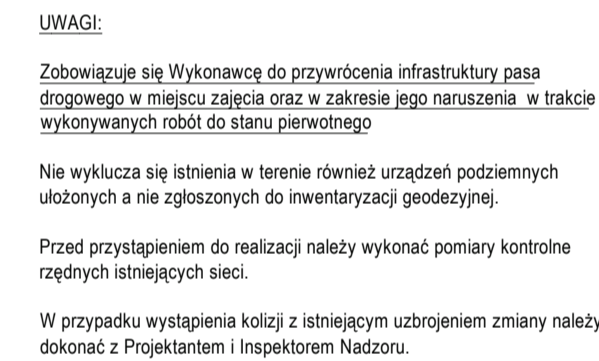 UWAGI:
Zobowiązuje się Wykonawcę do przywrócenia infrastruktury pasa
drogowego w miejscu zajęcia oraz w zakresie jego naruszenia w trakcie
wykonywanych robót do stanu pierwotnego
Nie wyklucza się istnienia w terenie również urządzeń podziemnych
ułożonych a nie zgłoszonych do inwentaryzacji geodezyjnej.
Przed przystąpieniem do realizacji należy wykonać pomiary kontrolne
rzędnych istniejących sieci.
W przypadku wystąpienia kolizji z istniejącym uzbrojeniem zmiany należy
dokonać z Projektantem i Inspektorem Nadzoru.